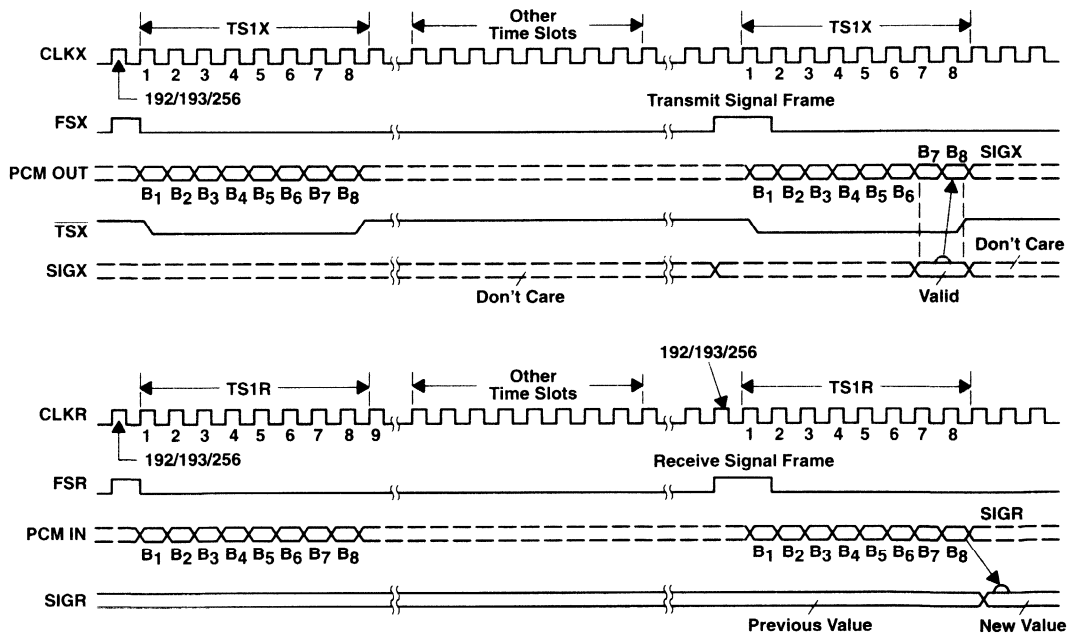 Other
TS1X Time Slots TS1X
CLKX
1 2 3 4 5 6 7 8 1 2 3 4 5 6 7 8
192/193/256 Transmit Signal Frame
FSX
B7 B8 SIGX
PCM OUT
B1 B2 B3 B4 B5 B6 B7 B8 B1 B2 B3 B4 B5 B6
TSX
Don't Care
SIGX
Don't Care Valid
192/193/256
Other
TS1R Time Slots TS1R
CLKR
1 2 3 4 5 6 7 8 9 1 2 3 4 5 6 7 8
192/193/256 Receive Signal Frame
FSR
SIGR
PCM IN
B1 B2 B3 B4 B5 B6 B7 B8 B1 B2 B3 B4 B5 B6 B7 B8
SIGR
Previous Value New Value